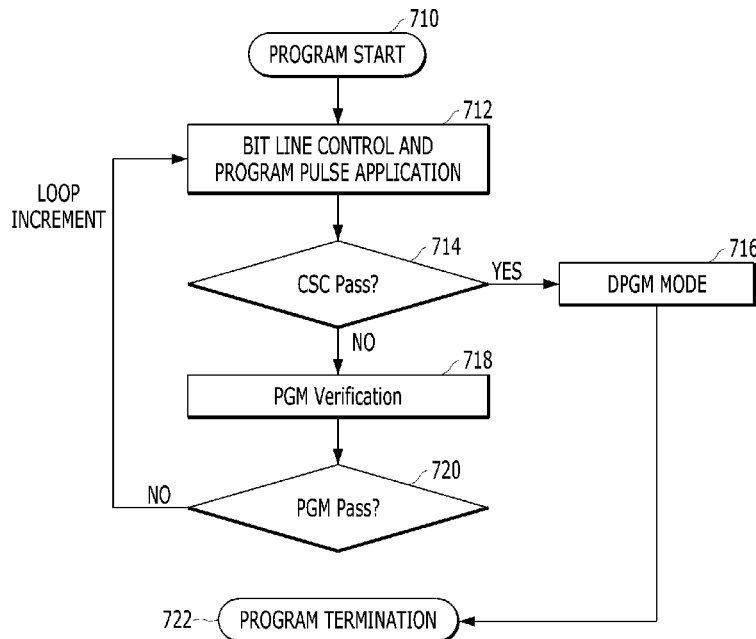 710
PROGRAM START
712
BIT LINE CONTROL AND
PROGRAM PULSE APPLICATION
LOOP
INCREMENT
714
CSC Pass?
YES
716
DPGM MODE
NO
718
PGM Verification
720
NO
PGM Pass?
722
PROGRAM TERMINATION